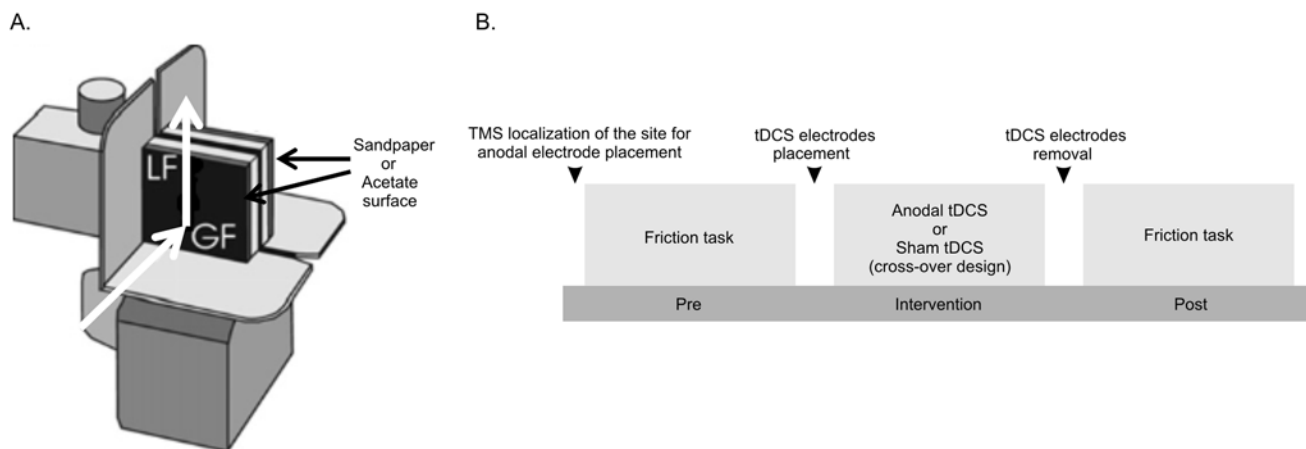 A.
LF
GF
Sandpaper
or
Acetate
surface
B.
TMS localization of the site for
anodal electrode placement
tDCS electrodes
placement
tDCS electrodes
removal
Friction task
Anodal tDCS
or
Sham tDCS
(cross-over design)
Friction task
Pre
Intervention
Post